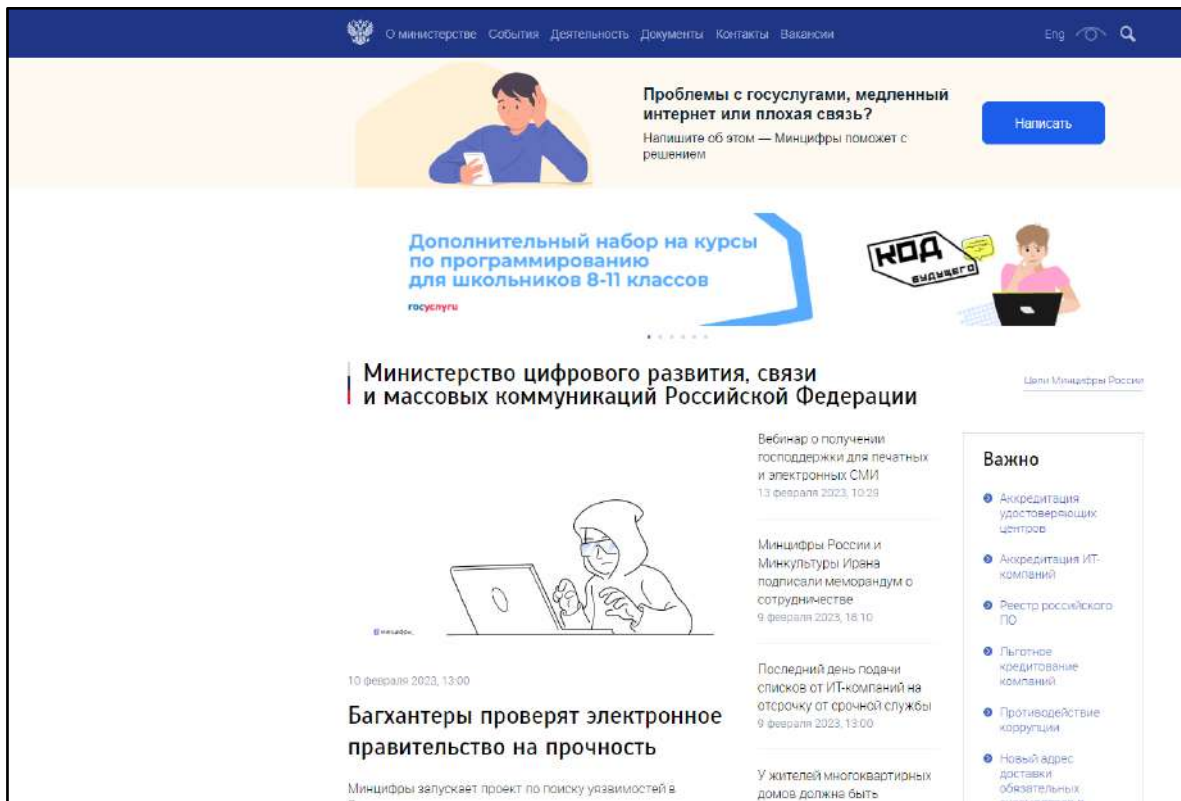 О министерстве События Деятельность Документы Контакты Вакансии Eng
Проблемы с госуслугами, медленный
интернет или плохая связь?
Напишите об этом — Минцифры поможет с
решением
Написать
Дополнительный набор на курсы
по программированию
для школьников 8-11 классов
госуслуги
КОД
БУДУЩЕГО
Министерство цифрового развития, связи
и массовых коммуникаций Российской Федерации
Цели Минцифры России
минцифры_
10 февраля 2023, 13:00
Багхантеры проверят электронное
правительство на прочность
Минцифры запускает проект по поиску уязвимостей в
Вебинар о получении
господдержки для печатных
и электронных СМИ
13 февраля 2023, 10:29
Минцифры России и
Минкультуры Ирана
подписали меморандум о
сотрудничестве
9 февраля 2023, 18:10
Последний день подачи
списков от ИТ-компаний на
отсрочку от срочной службы
9 февраля 2023, 13:00
У жителей многоквартирных
домов должна быть
Важно
Аккредитация
удостоверяющих
центров
Аккредитация ИТ-
компаний
Реестр российского
ПО
Льготное
кредитование
компаний
Противодействие
коррупции
Новый адрес
доставки
обязательных